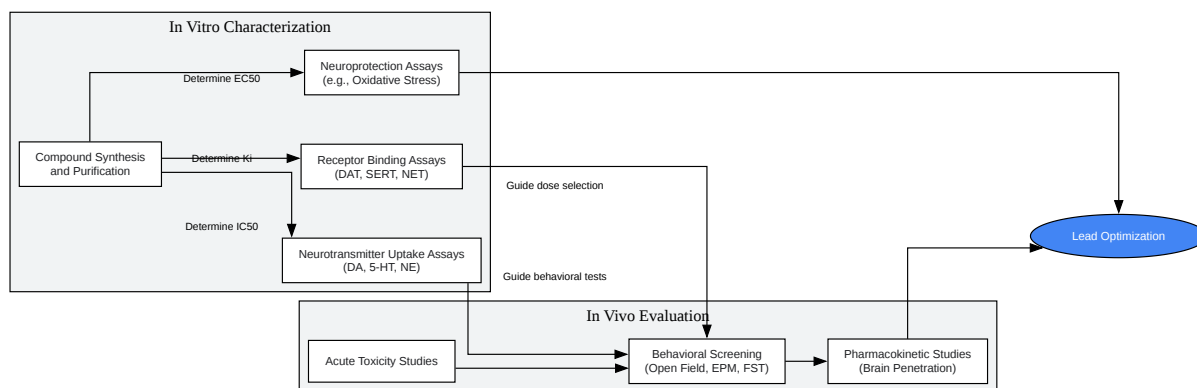 In Vitro Characterization
Neuroprotection Assays
(e.g., Oxidative Stress)
Determine EC50
Compound Synthesis
and Purification
Determine Ki
Receptor Binding Assays
(DAT, SERT, NET)
Guide dose selection
Determine IC50
Neurotransmitter Uptake Assays
(DA, 5-HT, NE)
Guide behavioral tests
Lead Optimization
In Vivo Evaluation
Acute Toxicity Studies
Behavioral Screening
(Open Field, EPM, FST)
Pharmacokinetic Studies
(Brain Penetration)